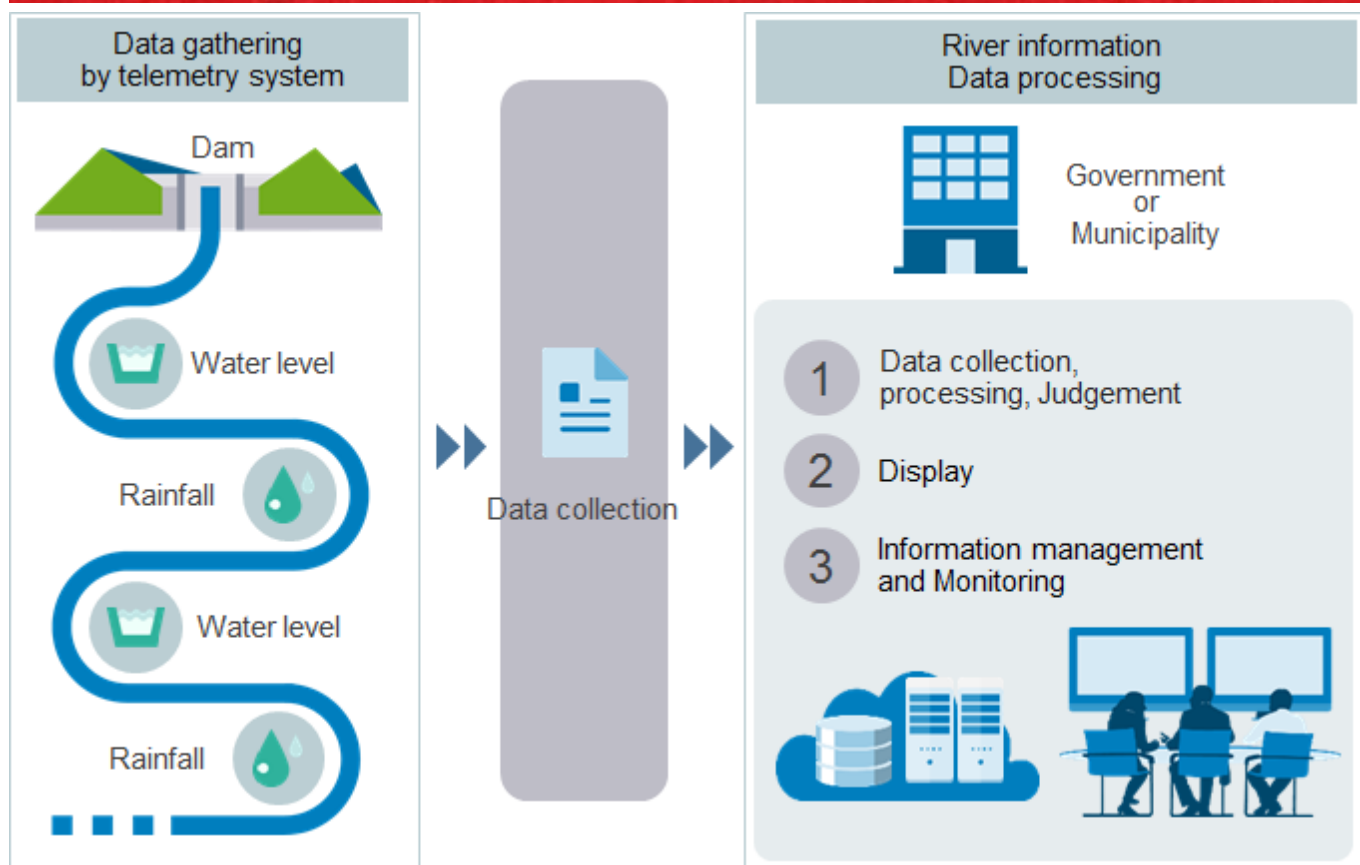 Data gathering
by telemetry system
Dam
Water level
Rainfall
Water level
Rainfall
Data collection
River information
Data processing
Government
or
Municipality
1
Data collection,
processing, Judgement
2
Display
3
Information management
and Monitoring